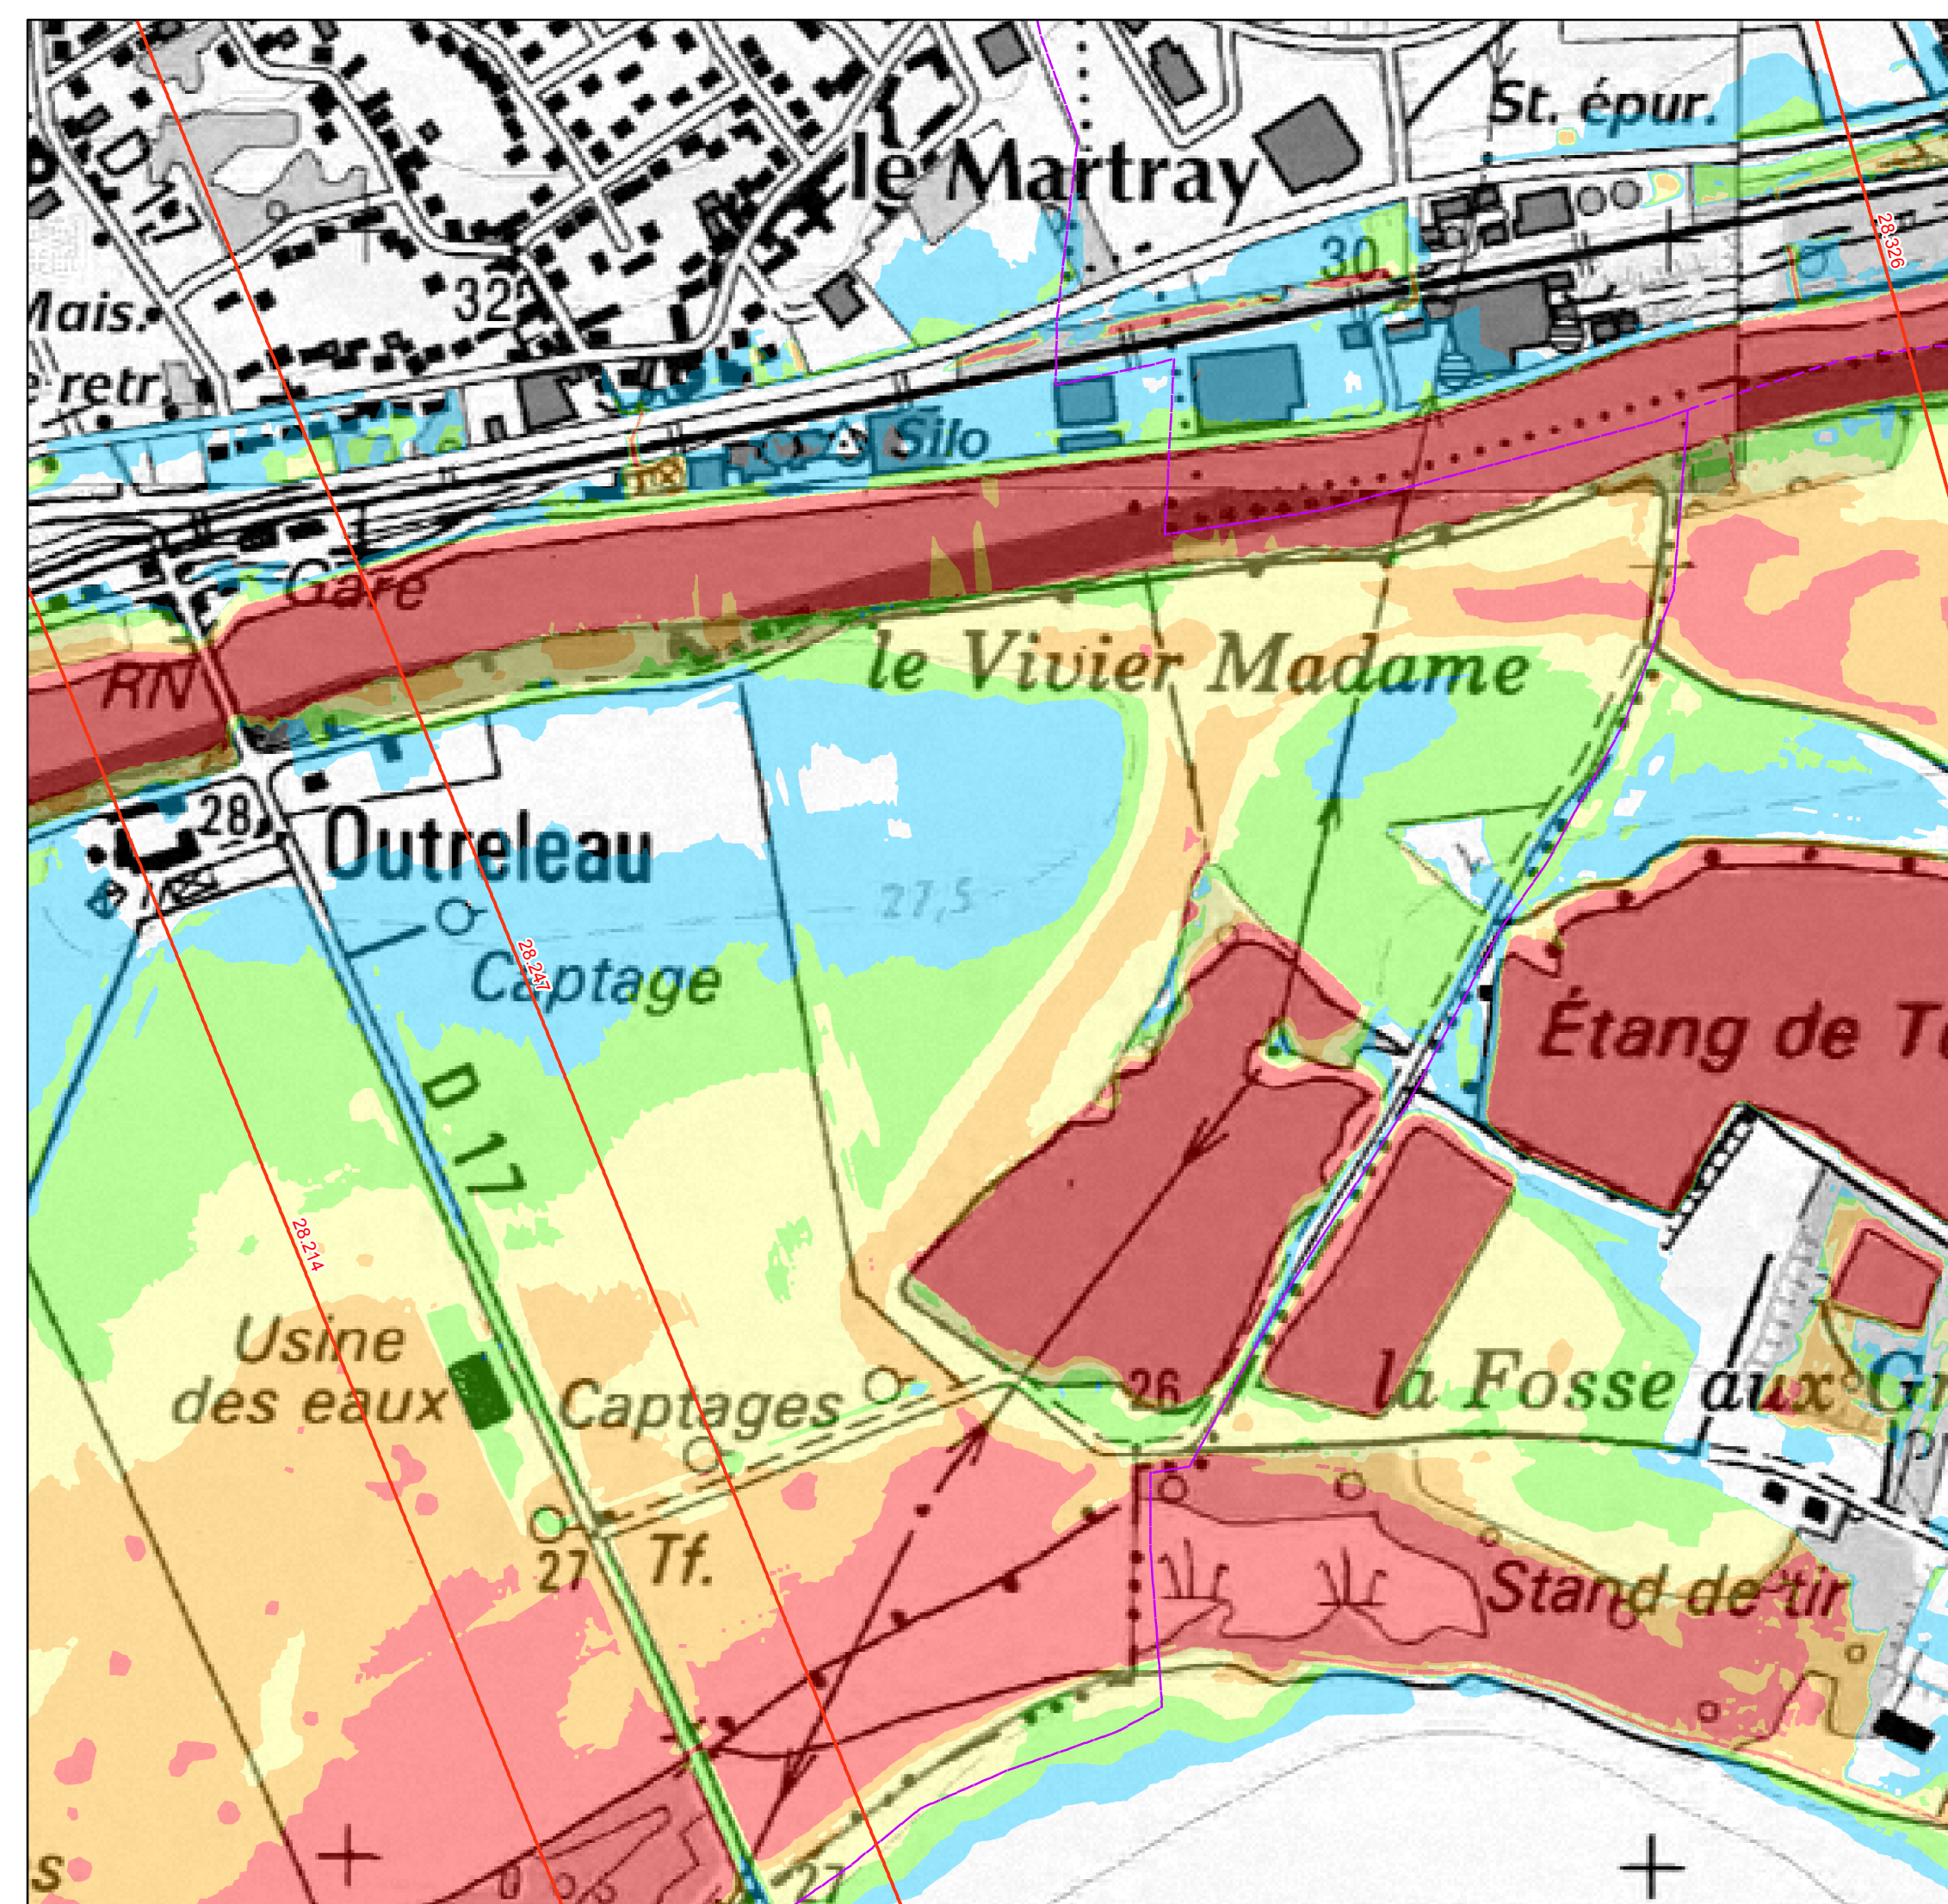 St. épur.
D 17
le Martray
28.326
30
32
Mais.
e retr.
Silo
Gare
RN
le Vivier Madame
28
Outreleau
27,5
Captage
28.247
Étang de
D 17
28.214
Usine
des eaux
Captages
26
la Fosse aux
27
Tf.
Stand de tir
s
27